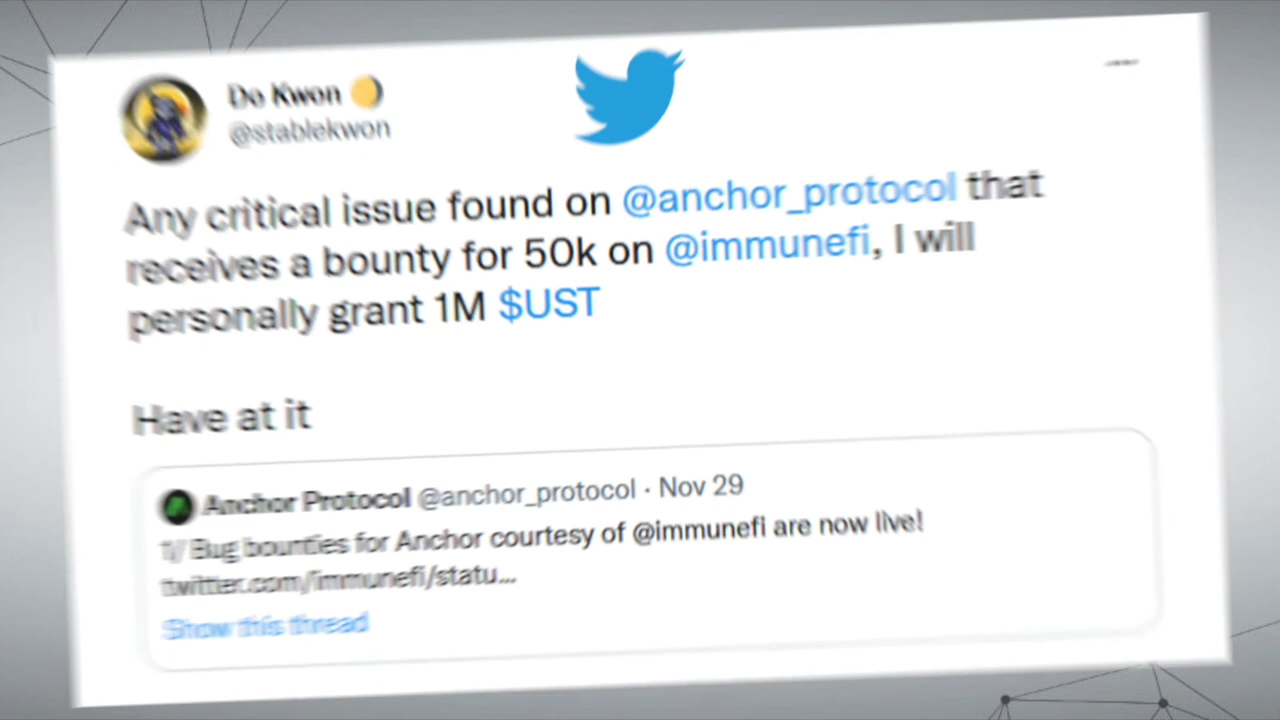 Do Kwon
@stablekwon
Any critical issue found on @anchor_protocol that
receives a bounty for 50k on @immunefi, I will
personally grant 1M $UST
Have at it
Anchor Protocol @anchor_protocol · Nov 29
1/ Bug bounties for Anchor courtesy of @immunefi are now live!
twitter.com/immunefi/statu...
Show this thread